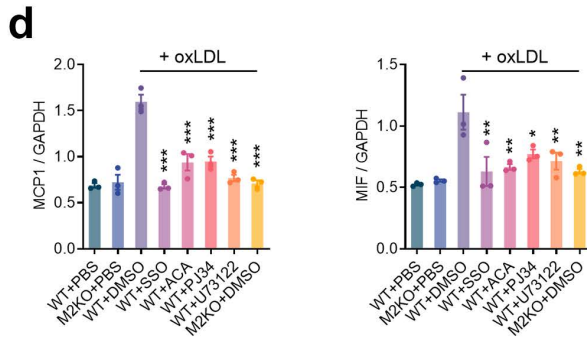 d
+ oxLDL
MCP1 / GAPDH
2.0
1.5
1.0
0.5
0.0
***
***
***
***
***
WT+PBS
M2KO+PBS
WT+DMSO
WT+SSO
WT+ACA
WT+PJ34
WT+U73122
M2KO+DMSO
+ oxLDL
MIF / GAPDH
1.5
1.0
0.5
0.0
**
**
*
**
**
WT+PBS
M2KO+PBS
WT+DMSO
WT+SSO
WT+ACA
WT+PJ34
WT+U73122
M2KO+DMSO